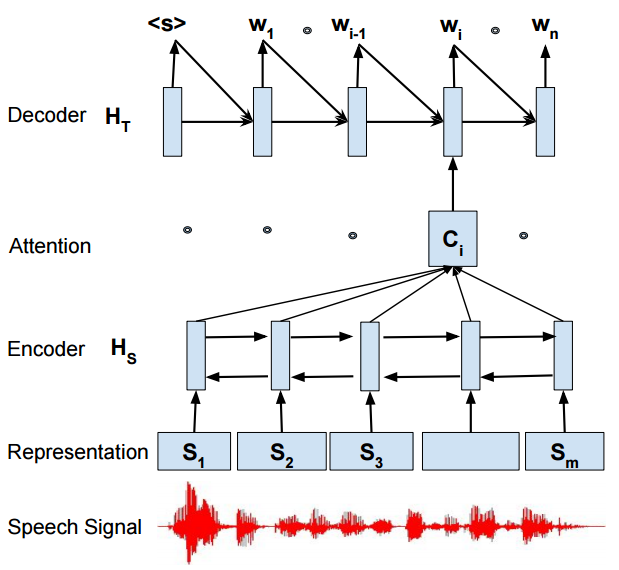 <s> w1 wi-1 wi wn
Decoder HT
Attention Ci
Encoder HS
Representation S1 S2 S3 Sm
Speech Signal